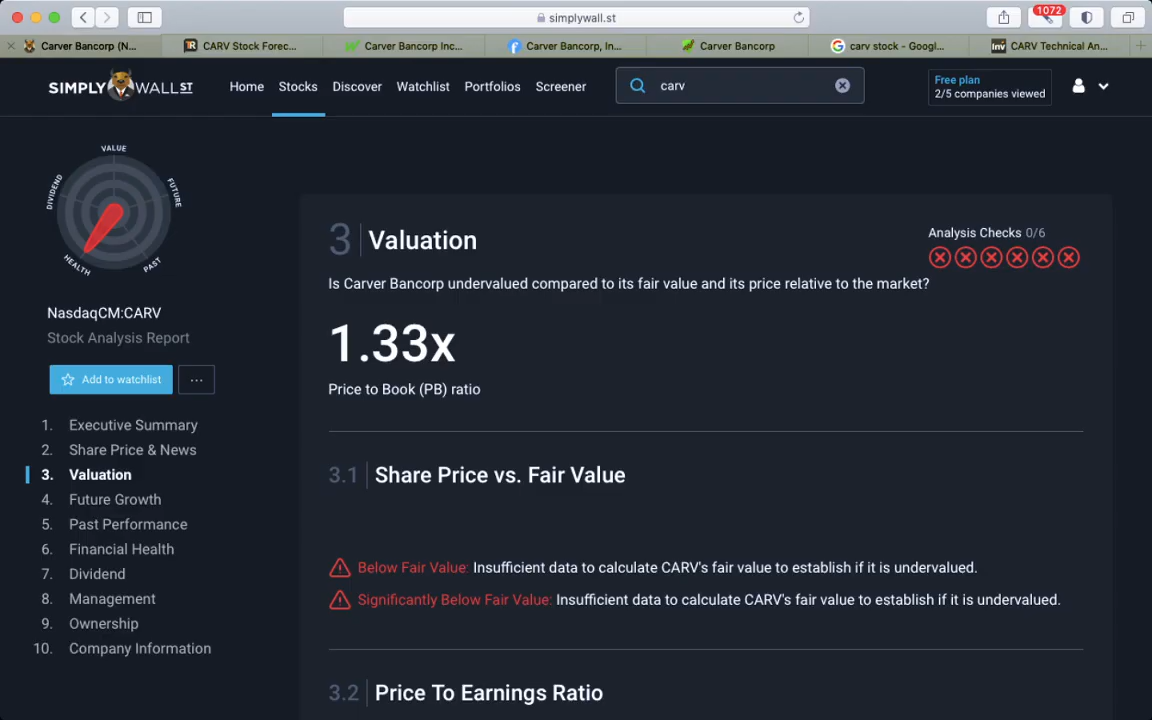 simplywall.st
1072
Carver Bancorp (N...
CARV Stock Forec...
Carver Bancorp Inc...
Carver Bancorp, In...
Carver Bancorp
carv stock - Googl...
Inv CARV Technical An...
SIMPLY WALL ST
Home
Stocks
Discover
Watchlist
Portfolios
Screener
carv
Free plan
2/5 companies viewed
VALUE
FUTURE
PAST
HEALTH
DIVIDEND
NasdaqCM:CARV
Stock Analysis Report
Add to watchlist
...
1. Executive Summary
2. Share Price & News
3. Valuation
4. Future Growth
5. Past Performance
6. Financial Health
7. Dividend
8. Management
9. Ownership
10. Company Information
3 Valuation
Analysis Checks 0/6
Is Carver Bancorp undervalued compared to its fair value and its price relative to the market?
1.33x
Price to Book (PB) ratio
3.1 Share Price vs. Fair Value
Below Fair Value: Insufficient data to calculate CARV's fair value to establish if it is undervalued.
Significantly Below Fair Value: Insufficient data to calculate CARV's fair value to establish if it is undervalued.
3.2 Price To Earnings Ratio